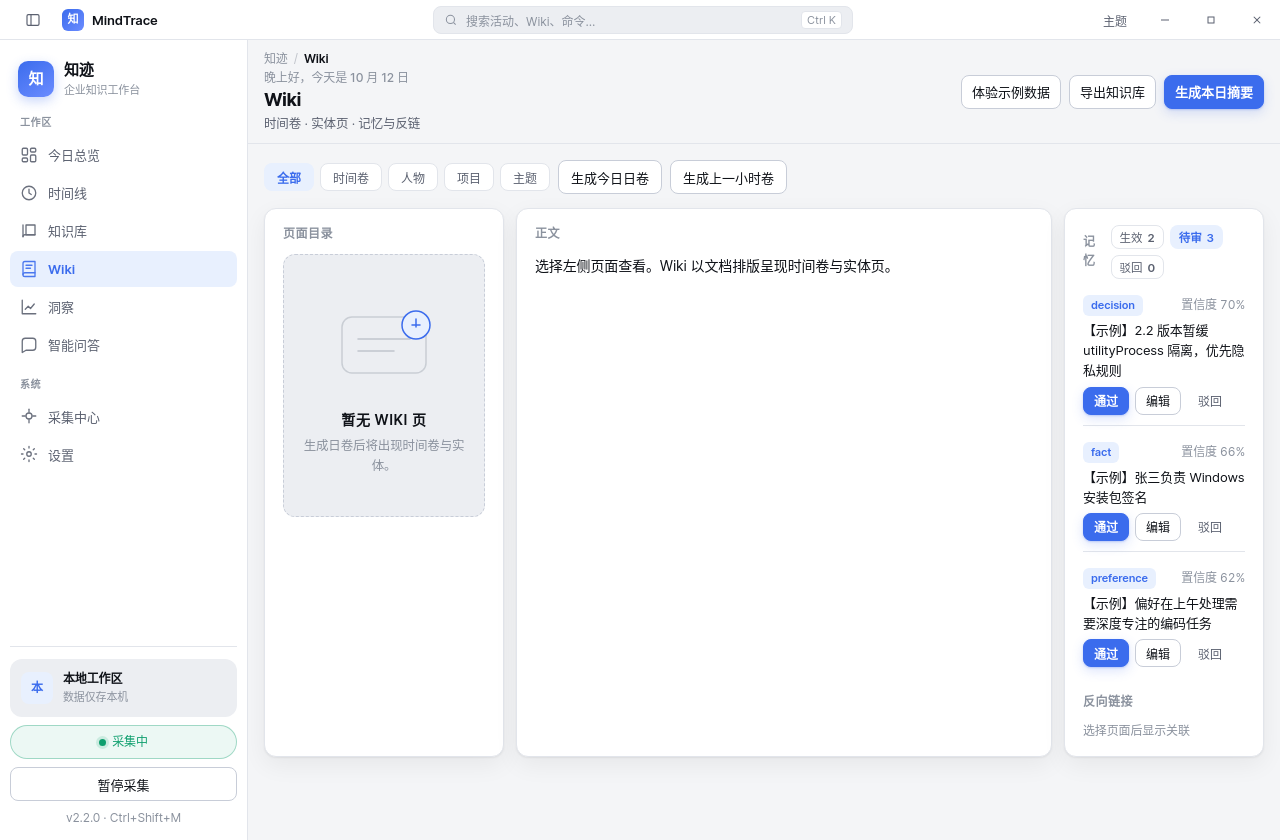 知 MindTrace
搜索活动、Wiki、命令... Ctrl K
主题
知 知迹
企业知识工作台
工作区
今日总览
时间线
知识库
Wiki
洞察
智能问答
系统
采集中心
设置
本 本地工作区
数据仅存本机
采集中
暂停采集
v2.2.0 · Ctrl+Shift+M
知迹 / Wiki
晚上好，今天是 10 月 12 日
Wiki
时间卷 · 实体页 · 记忆与反链
体验示例数据 导出知识库 生成本日摘要
全部 时间卷 人物 项目 主题 生成今日日卷 生成上一小时卷
页面目录
暂无 WIKI 页
生成日卷后将出现时间卷与实
体。
正文
选择左侧页面查看。Wiki 以文档排版呈现时间卷与实体页。
记忆
生效 2 待审 3
驳回 0
decision 置信度 70%
【示例】2.2 版本暂缓
utilityProcess 隔离，优先隐
私规则
通过 编辑 驳回
fact 置信度 66%
【示例】张三负责 Windows
安装包签名
通过 编辑 驳回
preference 置信度 62%
【示例】偏好在上午处理需
要深度专注的编码任务
通过 编辑 驳回
反向链接
选择页面后显示关联